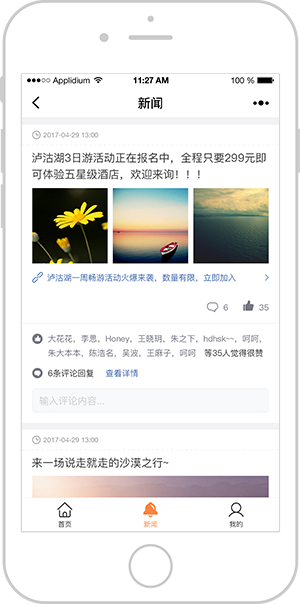 ●●●○○ Applidium 11:27 AM 100 %
新闻
2017-04-29 13:00
泸沽湖3日游活动正在报名中，全程只要299元即
可体验五星级酒店，欢迎来询！！！
泸沽湖一周畅游活动火爆来袭，数量有限，立即加入
6 35
大花花，李思，Honey，王晓玥，朱之下，hdhsk~~，呵呵，
朱大本本，陈浩名，吴波，王麻子，呵呵 等35人觉得很赞
6条评论回复 查看详情
输入评论内容...
2017-04-29 13:00
来一场说走就走的沙漠之行~
首页 新闻 我的